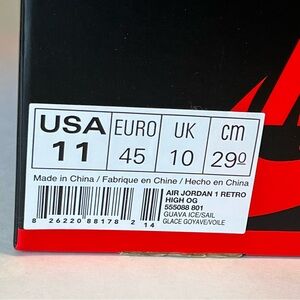 USA EURO UK cm
11 45 10 29º
Made in China / Fabriqué en Chine / Hecho en China
AIR JORDAN 1 RETRO
HIGH OG
555088 801
GUAVA ICE/SAIL
GLACE GOYAVE/VOILE
8 26220 88178 2 14